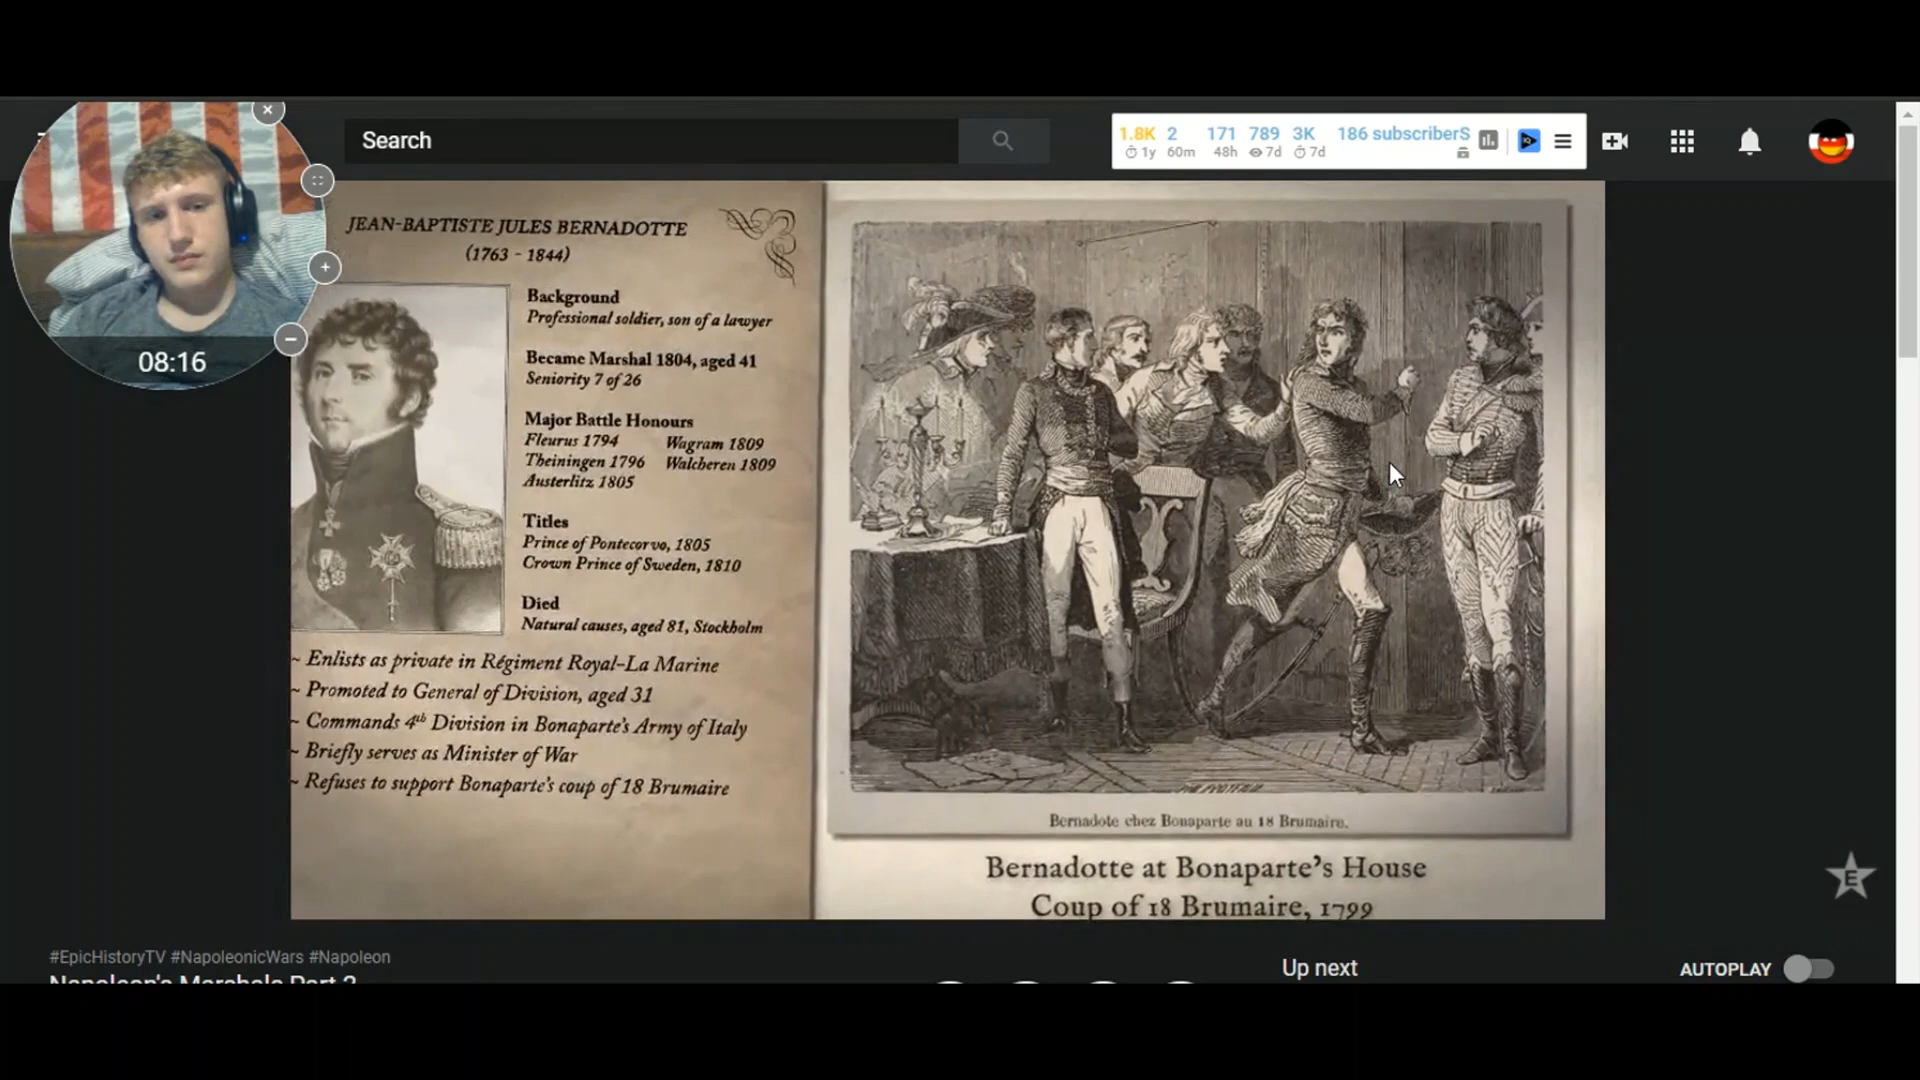 Search
1.8K 2 171 789 3K 186 subscriberS
1y 60m 48h 7d 7d
08:16
JEAN-BAPTISTE JULES BERNADOTTE
(1763 - 1844)
Background
Professional soldier, son of a lawyer
Became Marshal 1804, aged 41
Seniority 7 of 26
Major Battle Honours
Fleurus 1794 Wagram 1809
Theiningen 1796 Walcheren 1809
Austerlitz 1805
Titles
Prince of Pontecorvo, 1805
Crown Prince of Sweden, 1810
Died
Natural causes, aged 81, Stockholm
~ Enlists as private in Régiment Royal-La Marine
~ Promoted to General of Division, aged 31
~ Commands 4th Division in Bonaparte's Army of Italy
~ Briefly serves as Minister of War
~ Refuses to support Bonaparte's coup of 18 Brumaire
Bernadote chez Bonaparte au 18 Brumaire.
Bernadotte at Bonaparte's House
Coup of 18 Brumaire, 1799
E
#EpicHistoryTV #NapoleonicWars #Napoleon
Napoleon's Marshals Part 2
Up next
AUTOPLAY